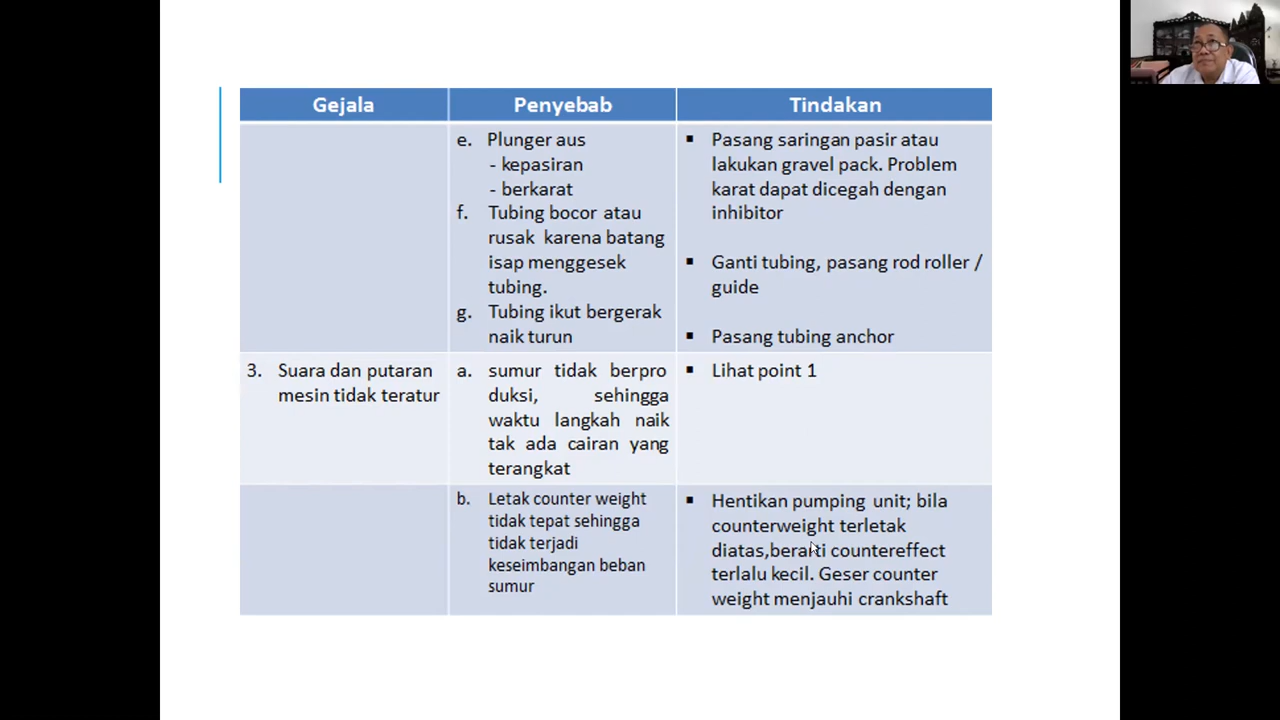 Gejala Penyebab Tindakan
e. Plunger aus
- kepasiran
- berkarat
f. Tubing bocor atau
rusak karena batang
isap menggesek
tubing.
g. Tubing ikut bergerak
naik turun
▪ Pasang saringan pasir atau
lakukan gravel pack. Problem
karat dapat dicegah dengan
inhibitor
▪ Ganti tubing, pasang rod roller /
guide
▪ Pasang tubing anchor
3. Suara dan putaran
mesin tidak teratur
a. sumur tidak berpro
duksi, sehingga
waktu langkah naik
tak ada cairan yang
terangkat
▪ Lihat point 1
b. Letak counter weight
tidak tepat sehingga
tidak terjadi
keseimbangan beban
sumur
▪ Hentikan pumping unit; bila
counterweight terletak
diatas,berarti countereffect
terlalu kecil. Geser counter
weight menjauhi crankshaft